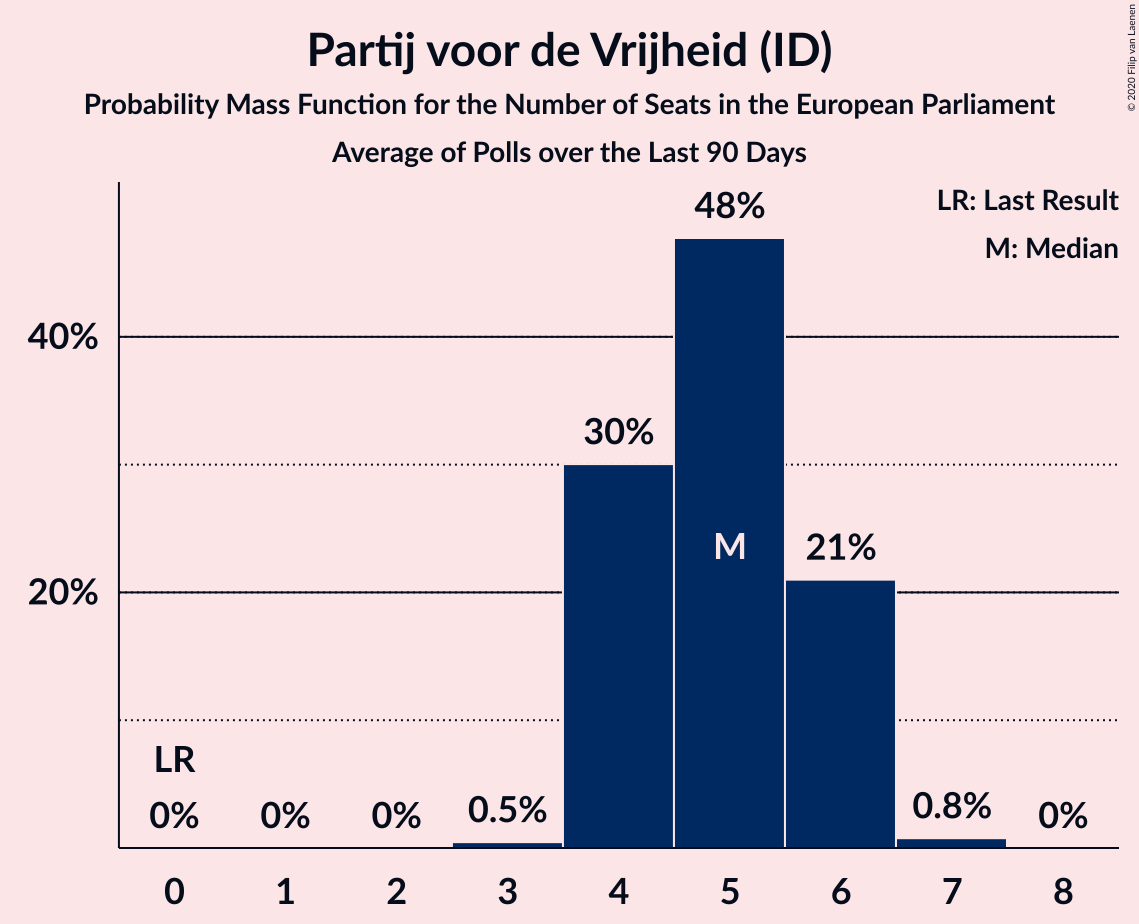 Partij voor de Vrijheid (ID)
Probability Mass Function for the Number of Seats in the European Parliament
Average of Polls over the Last 90 Days
© 2020 Filip van Laenen
LR: Last Result
M: Median
48%
40%
30%
M
21%
20%
LR
0% 0% 0% 0.5% 0.8% 0%
0 1 2 3 4 5 6 7 8